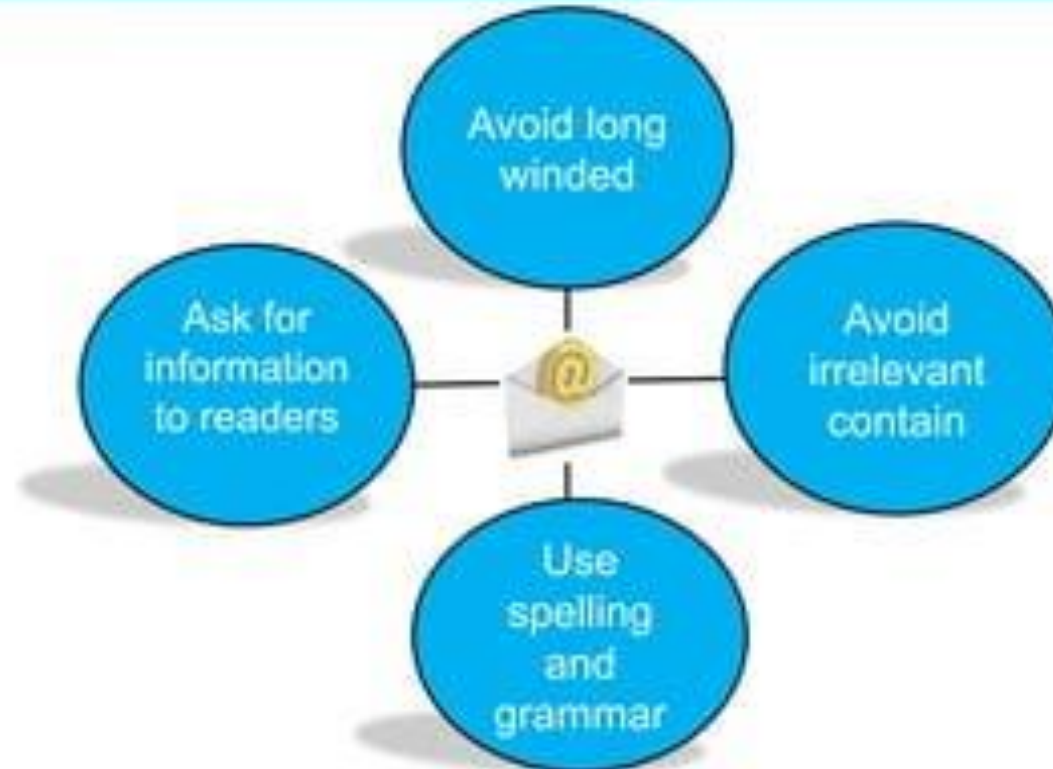 Avoid long
winded
Ask for
information
to readers
@
Avoid
irrelevant
contain
Use
spelling
and
grammar